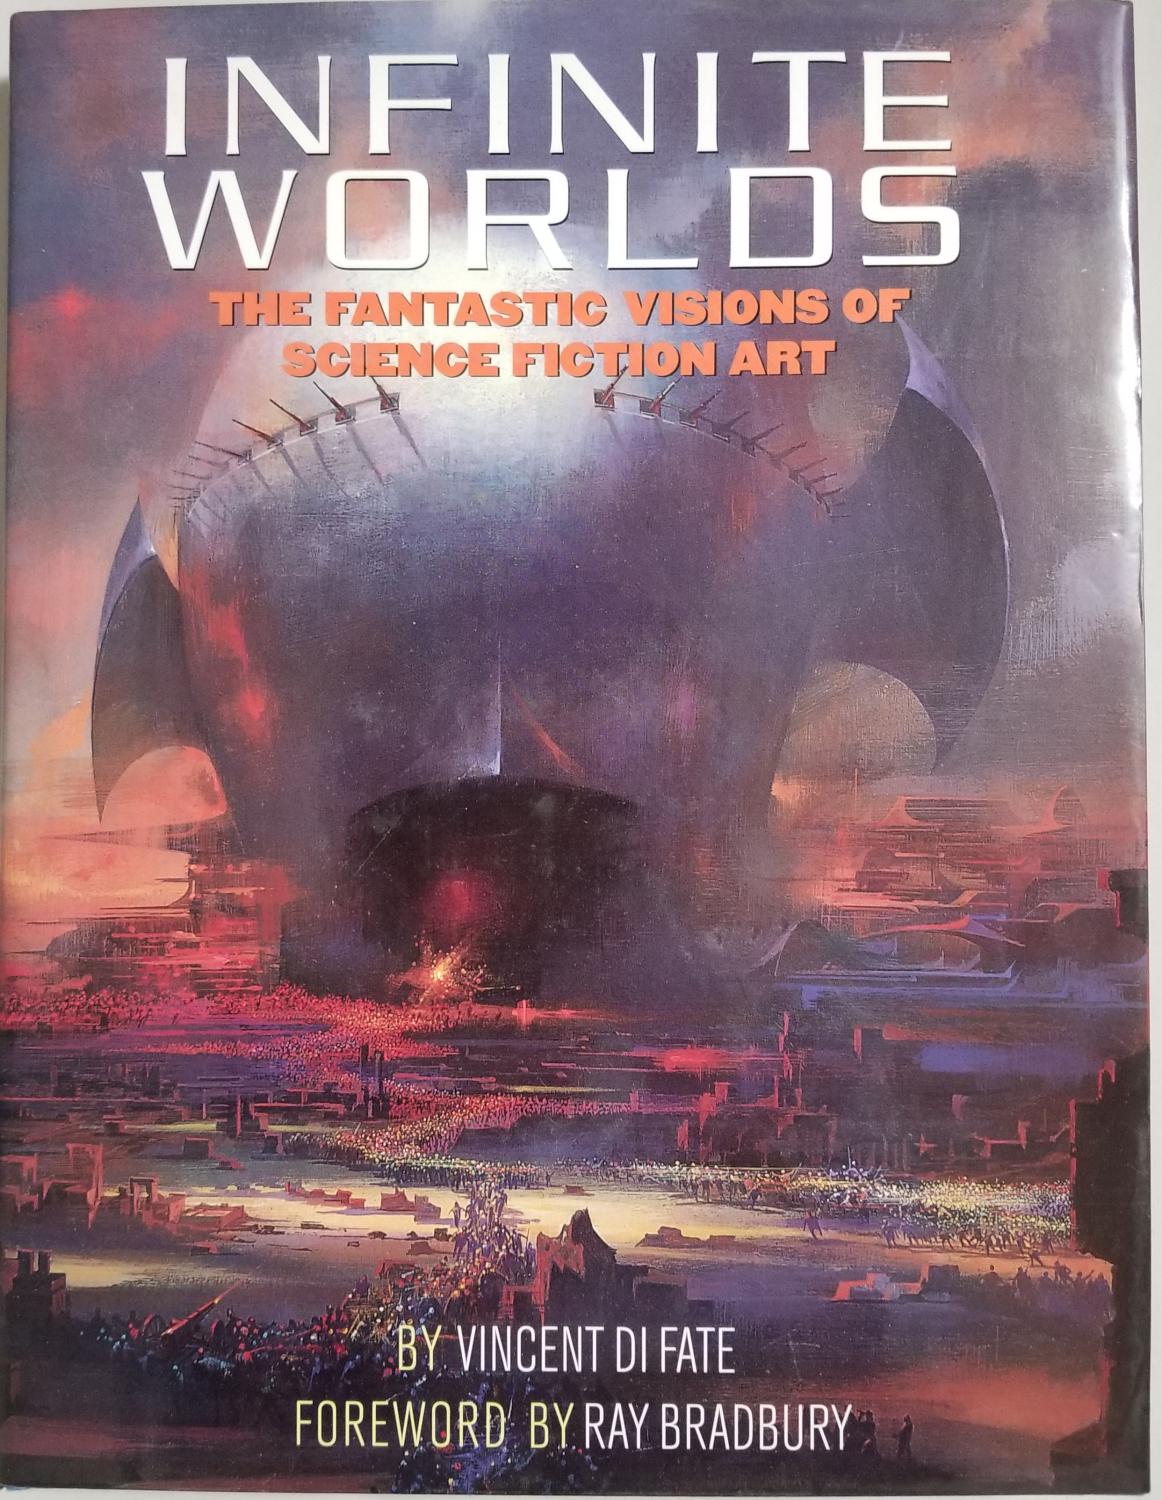 INFINITE
WORLDS
THE FANTASTIC VISIONS OF
SCIENCE FICTION ART
BY VINCENT DI FATE
FOREWORD BY RAY BRADBURY